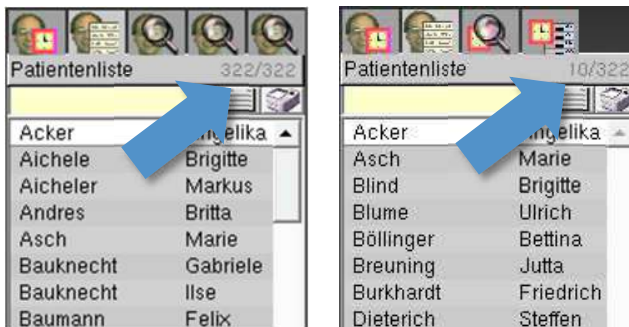 Patientenliste 322/322
Acker
Aichele Brigitte
Aicheler Markus
Andres Britta
Asch Marie
Bauknecht Gabriele
Bauknecht Ilse
Baumann Felix
Patientenliste 10/322
Acker
Asch Marie
Blind Brigitte
Blume Ulrich
Böllinger Bettina
Breuning Jutta
Burkhardt Friedrich
Dieterich Steffen